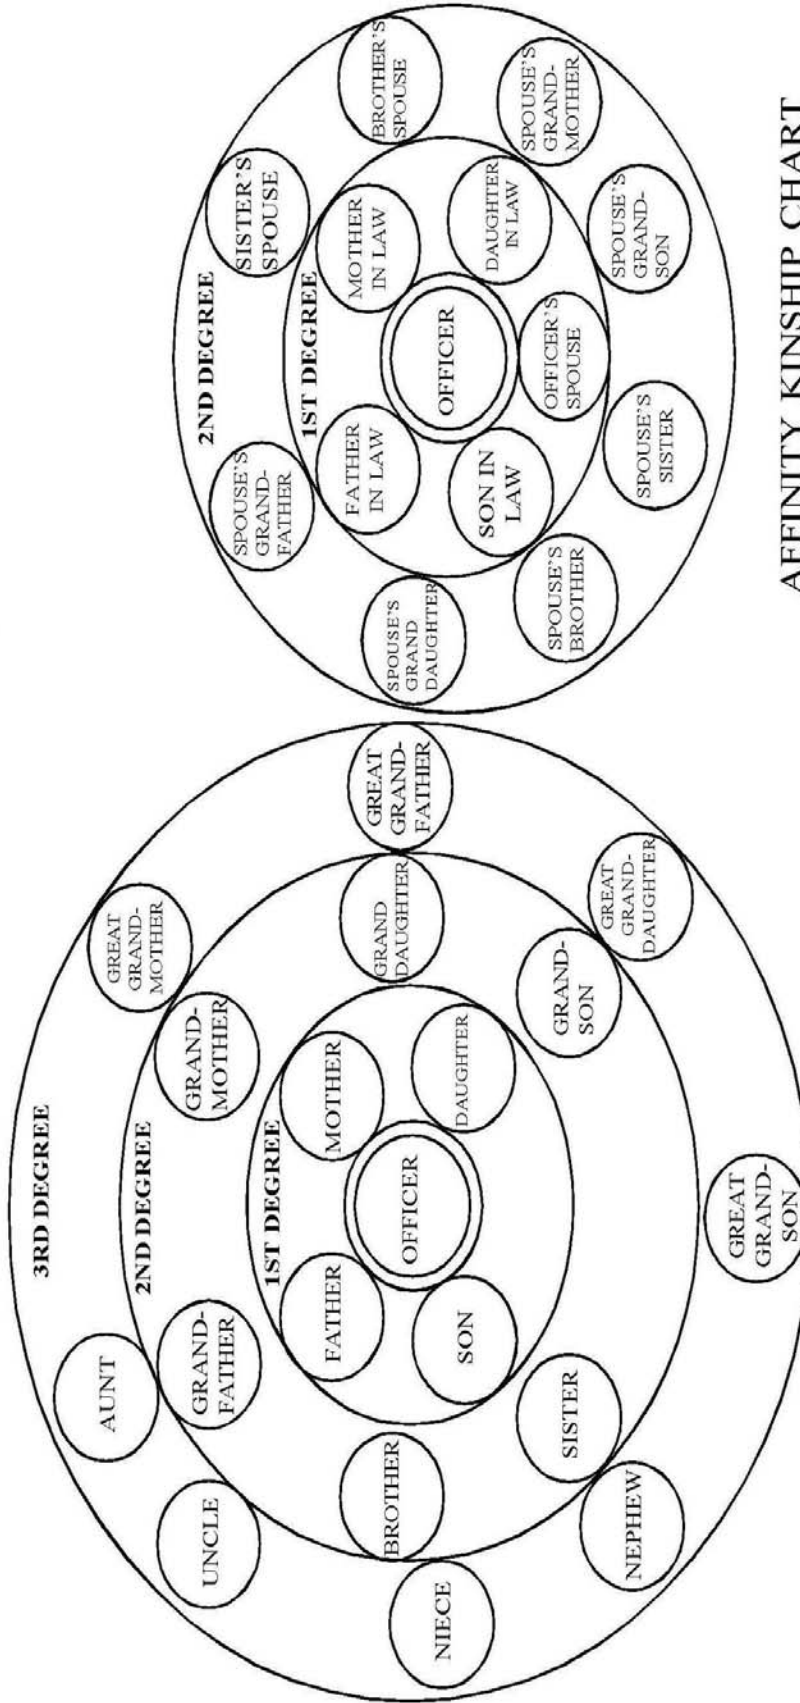 3RD DEGREE
AUNT
GREAT
GRAND-
MOTHER
UNCLE
2ND DEGREE
GRAND-
FATHER
GRAND-
MOTHER
1ST DEGREE
FATHER
MOTHER
NIECE
BROTHER
OFFICER
GRAND
DAUGHTER
GREAT
GRAND-
FATHER
SON
DAUGHTER
SISTER
GRAND-
SON
NEPHEW
GREAT
GRAND-
DAUGHTER
GREAT
GRAND-
SON
2ND DEGREE
SPOUSE'S
GRAND-
FATHER
SISTER'S
SPOUSE
1ST DEGREE
FATHER
IN LAW
MOTHER
IN LAW
BROTHER'S
SPOUSE
SPOUSE'S
GRAND
DAUGHTER
OFFICER
SON IN
LAW
DAUGHTER
IN LAW
SPOUSE'S
GRAND-
MOTHER
OFFICER'S
SPOUSE
SPOUSE'S
BROTHER
SPOUSE'S
GRAND-
SON
SPOUSE'S
SISTER
AFFINITY KINSHIP CHART